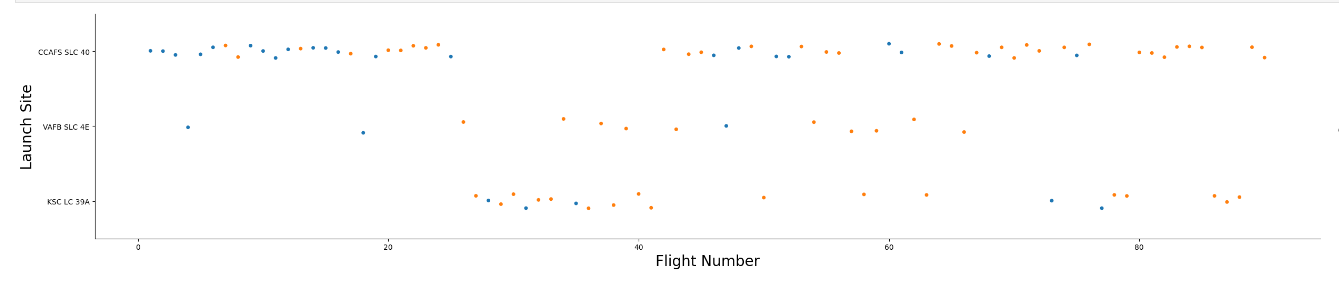 CCAFS SLC 40
VAFB SLC 4E
KSC LC 39A
Launch Site
0 20 40 60 80
Flight Number